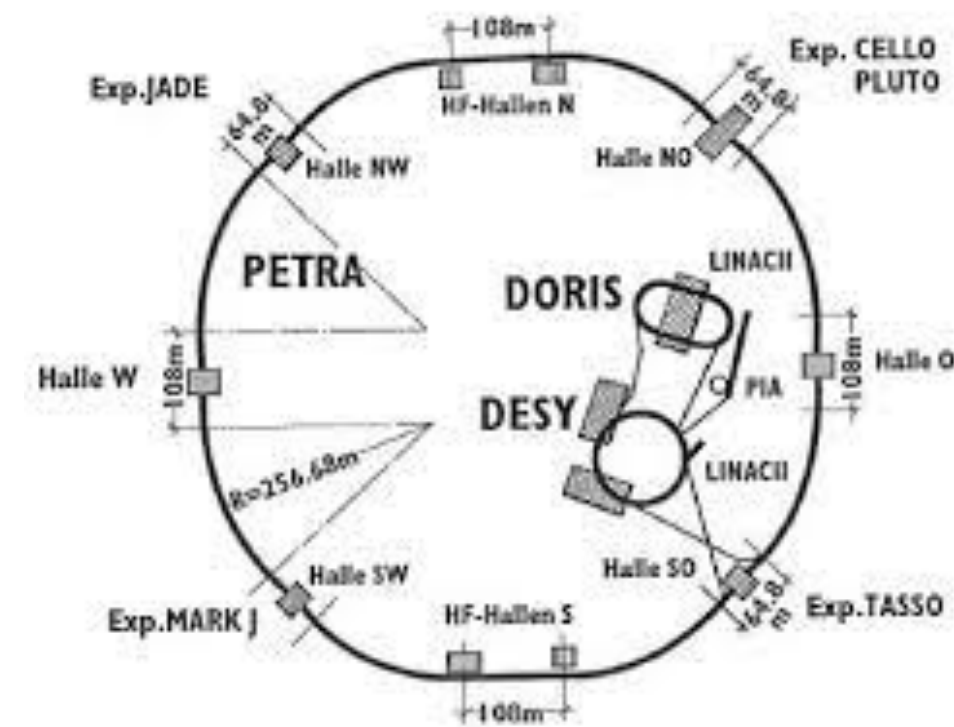 108m
Exp. CELLO
PLUTO
64,8
m
Exp.JADE
64,8
m
HF-Hallen N
Halle NO
Halle NW
PETRA
LINACII
DORIS
108m
Halle W
Halle O
108m
PIA
DESY
R=256,68m
LINACII
Halle SW
Halle SO
64,8
m
Exp.MARK J
HF-Hallen S
Exp.TASSO
108m